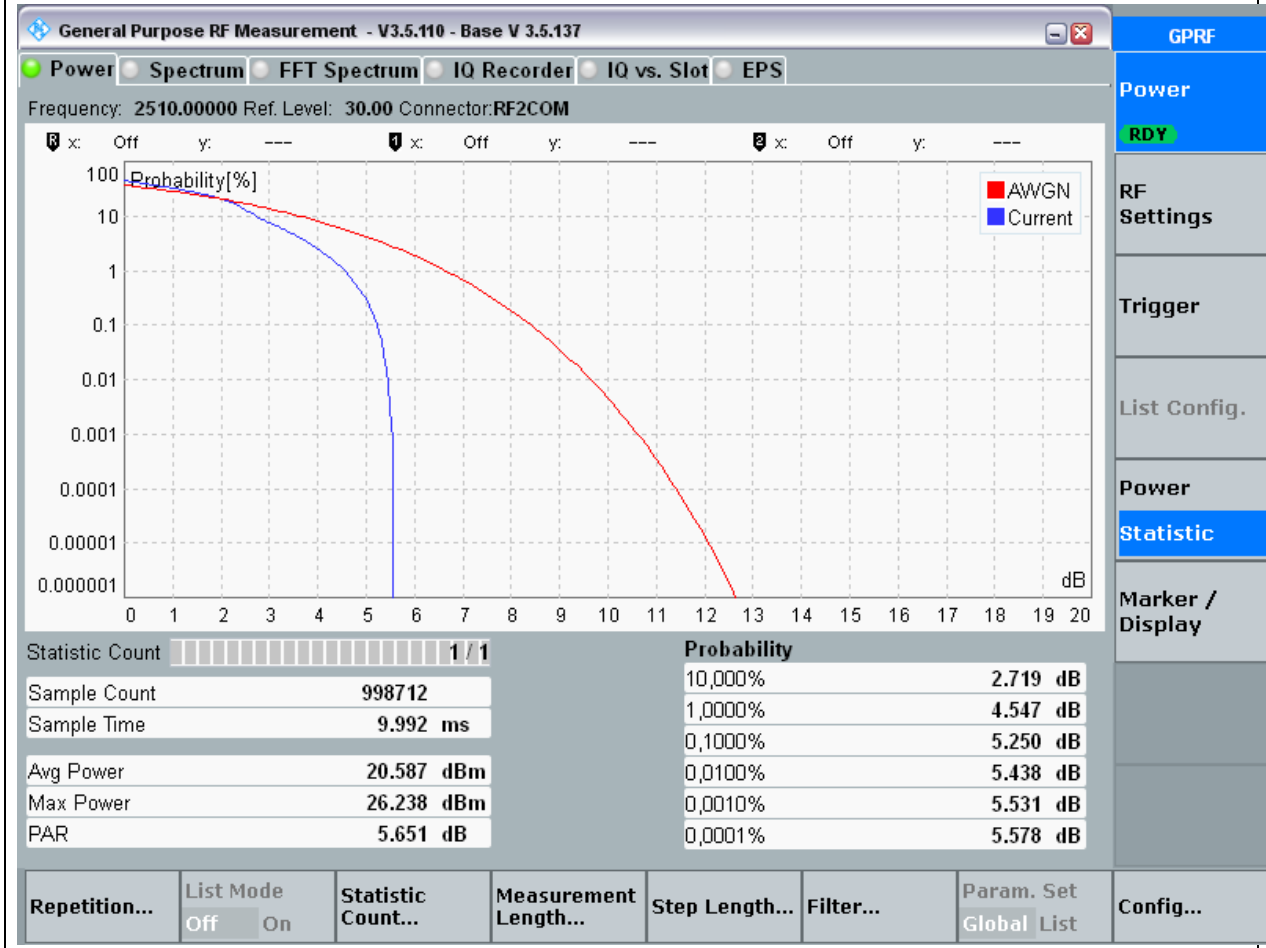 General Purpose RF Measurement - V3.5.110 - Base V 3.5.137
GPRF
Power Spectrum FFT Spectrum IQ Recorder IQ vs. Slot EPS
Frequency: 2510.00000 Ref. Level: 30.00 Connector:RF2COM
R x: Off y: --- 1 x: Off y: --- 2 x: Off y: ---
Probability[%]
100
10
1
0.1
0.01
0.001
0.0001
0.00001
0.000001
AWGN
Current
dB
0 1 2 3 4 5 6 7 8 9 10 11 12 13 14 15 16 17 18 19 20
Statistic Count 1 / 1
Sample Count 998712
Sample Time 9.992 ms
Avg Power 20.587 dBm
Max Power 26.238 dBm
PAR 5.651 dB
Probability
10,000% 2.719 dB
1,0000% 4.547 dB
0,1000% 5.250 dB
0,0100% 5.438 dB
0,0010% 5.531 dB
0,0001% 5.578 dB
Power
RDY
RF
Settings
Trigger
List Config.
Power
Statistic
Marker /
Display
Repetition...
List Mode
Off On
Statistic
Count...
Measurement
Length...
Step Length...
Filter...
Param. Set
Global List
Config...